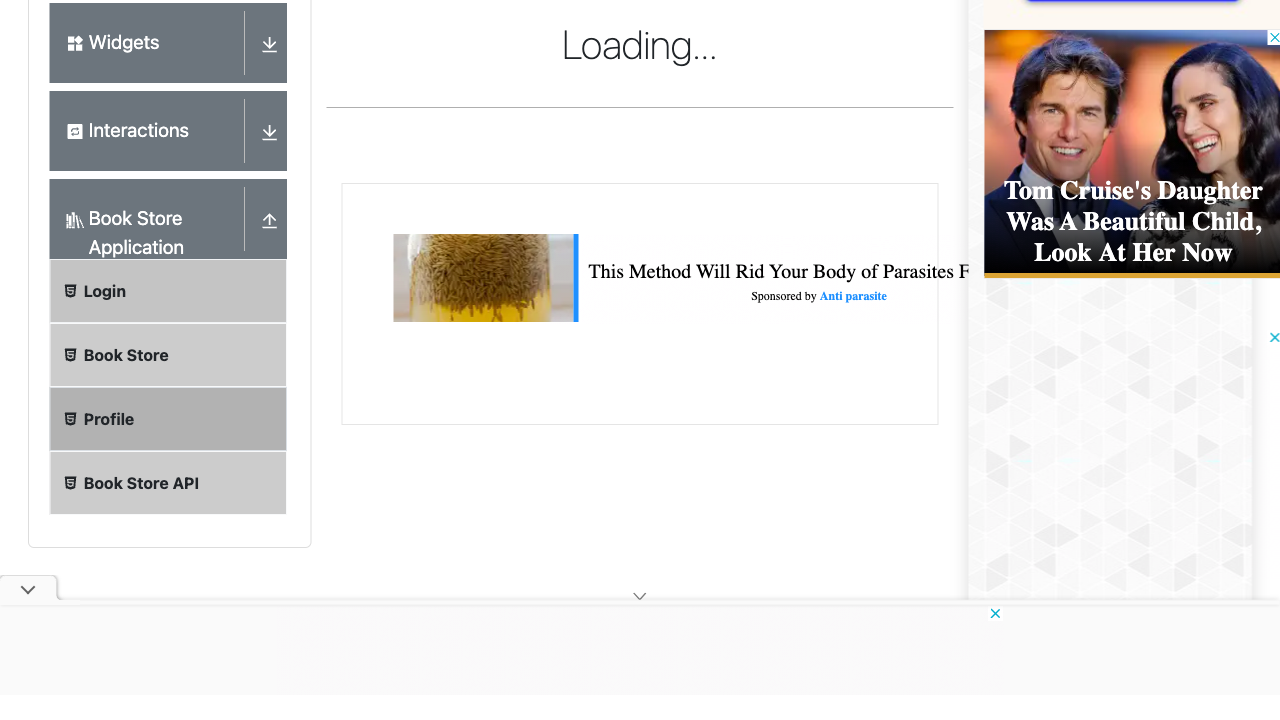 Widgets
Loading...
Interactions
Book Store
Application
Login
Book Store
Profile
Book Store API
This Method Will Rid Your Body of Parasites F
Sponsored by Anti parasite
Tom Cruise's Daughter
Was A Beautiful Child,
Look At Her Now